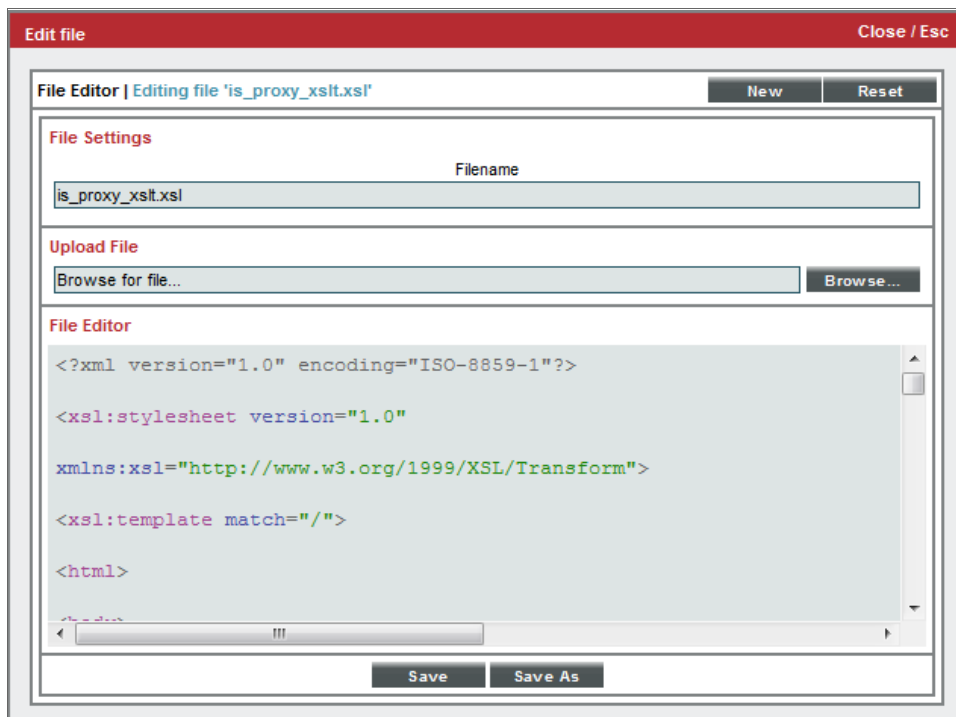 Edit file Close / Esc
File Editor | Editing file 'is_proxy_xslt.xsl' New Reset
File Settings
Filename
is_proxy_xslt.xsl
Upload File
Browse for file... Browse...
File Editor
<?xml version="1.0" encoding="ISO-8859-1"?>
<xsl:stylesheet version="1.0"
xmlns:xsl="http://www.w3.org/1999/XSL/Transform">
<xsl:template match="/">
<html>
Save Save As